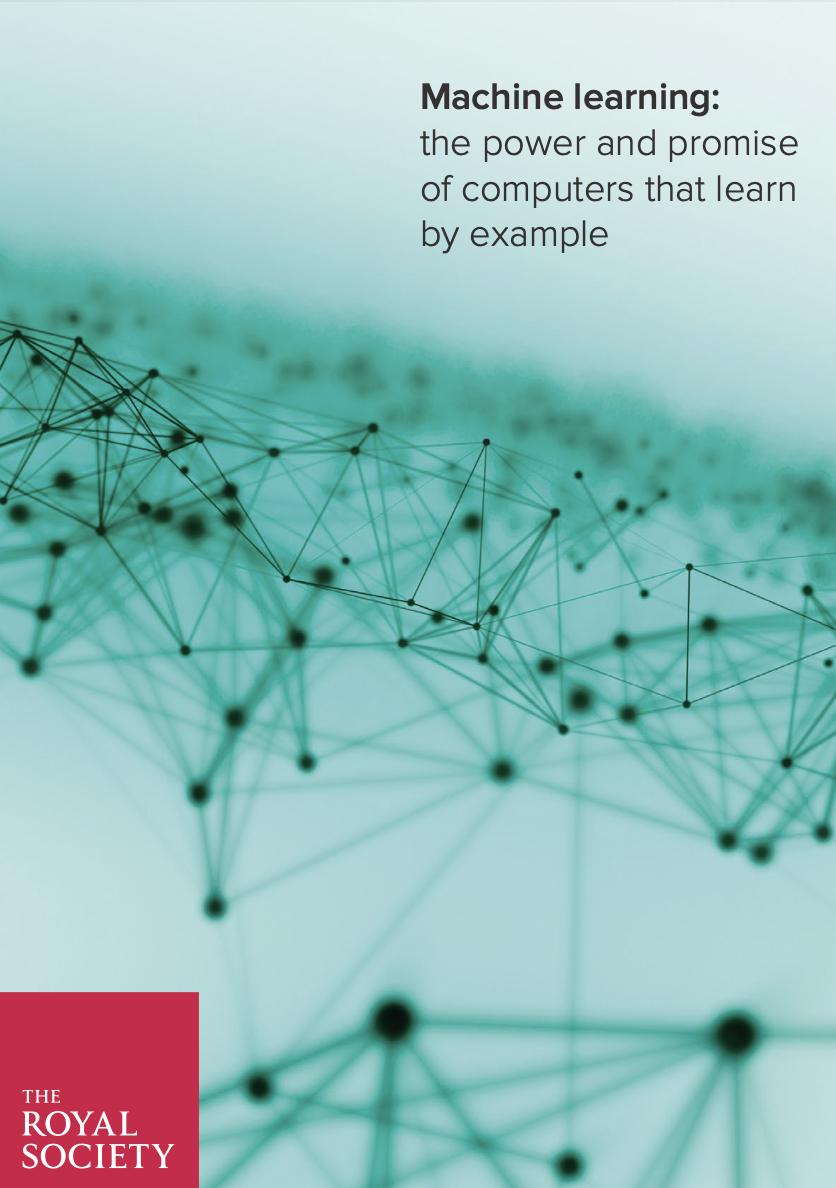 Machine learning:
the power and promise
of computers that learn
by example
THE
ROYAL
SOCIETY